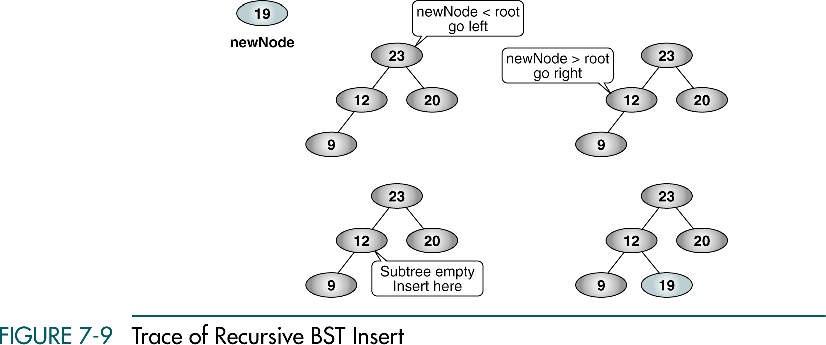 19
newNode
newNode < root
go left
23
12
20
9
newNode > root
go right
23
12
20
9
23
12
20
9
Subtree empty
Insert here
23
12
20
9
19
FIGURE 7-9 Trace of Recursive BST Insert